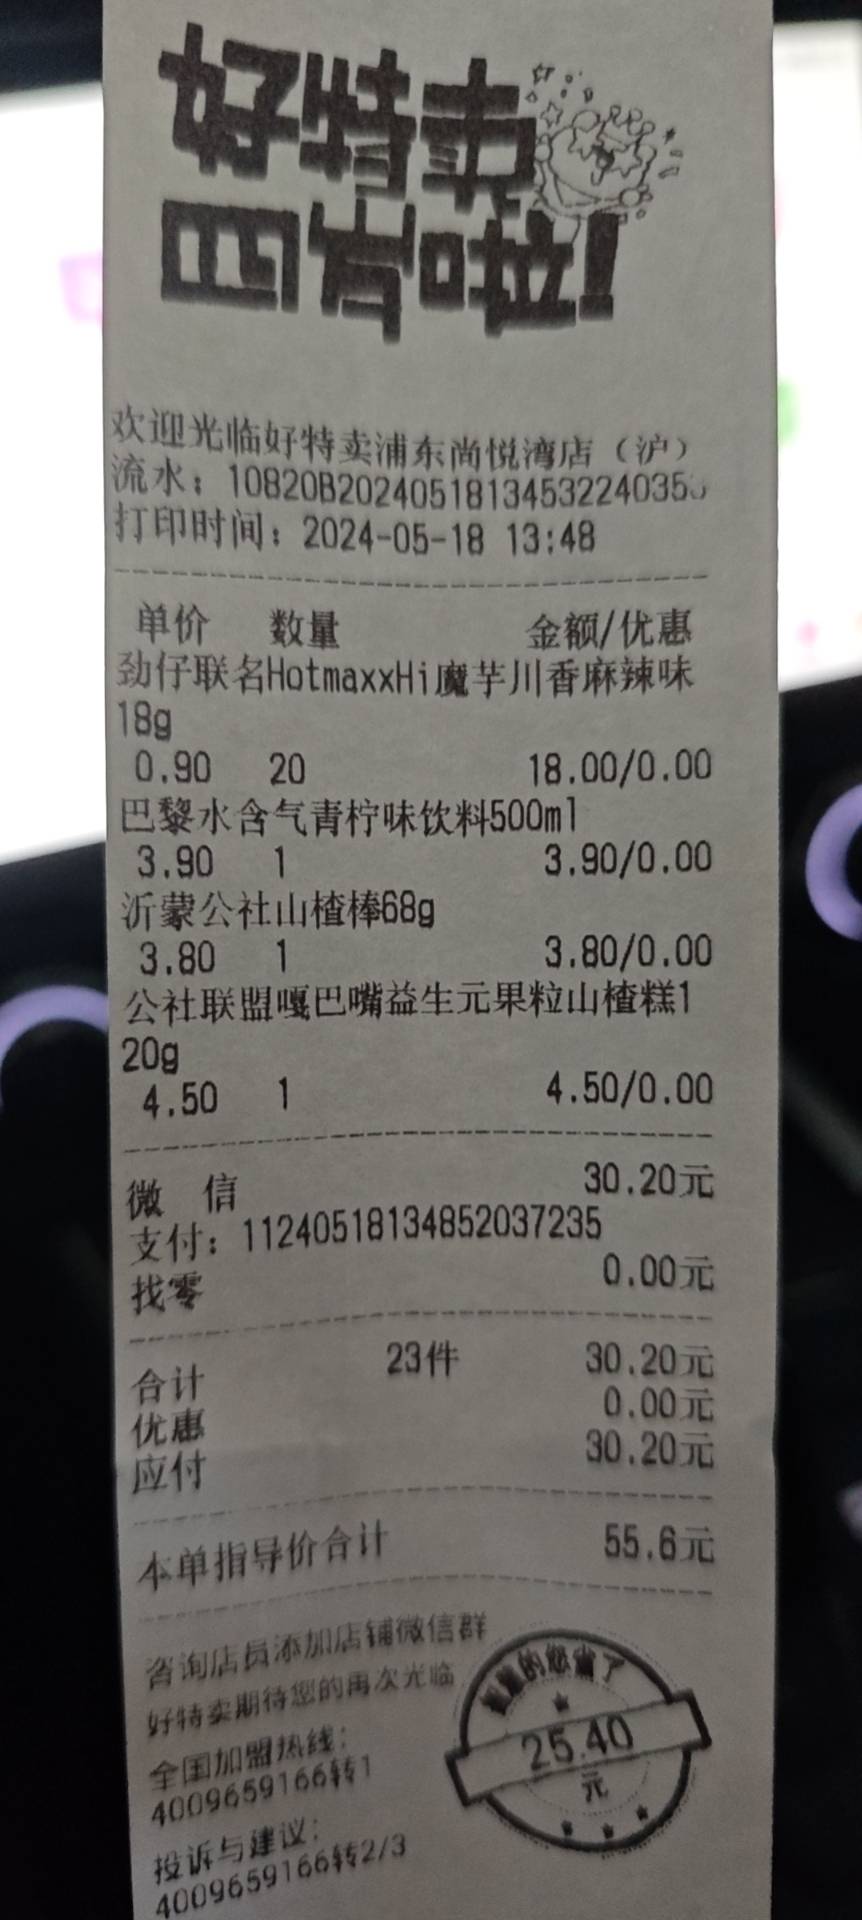 好特卖
欢迎光临好特卖浦东尚悦湾店（沪）
流水：10820B2024051813453224035
打印时间：2024-05-18 13:48
单价 数量 金额/优惠
劲仔联名HotmaxxHi魔芋川香麻辣味
18g
0.90 20 18.00/0.00
巴黎水含气青柠味饮料500ml
3.90 1 3.90/0.00
沂蒙公社山楂棒68g
3.80 1 3.80/0.00
公社联盟嘎巴嘴益生元果粒山楂糕1
20g
4.50 1 4.50/0.00
微 信 30.20元
支付：11240518134852037235
找零 0.00元
合计 23件 30.20元
优惠 0.00元
应付 30.20元
本单指导价合计 55.6元
咨询店员添加店铺微信群
好特卖期待您的再次光临
全国加盟热线：
4009659166转1
投诉与建议：
4009659166转2/3
的您省了
25.40
元